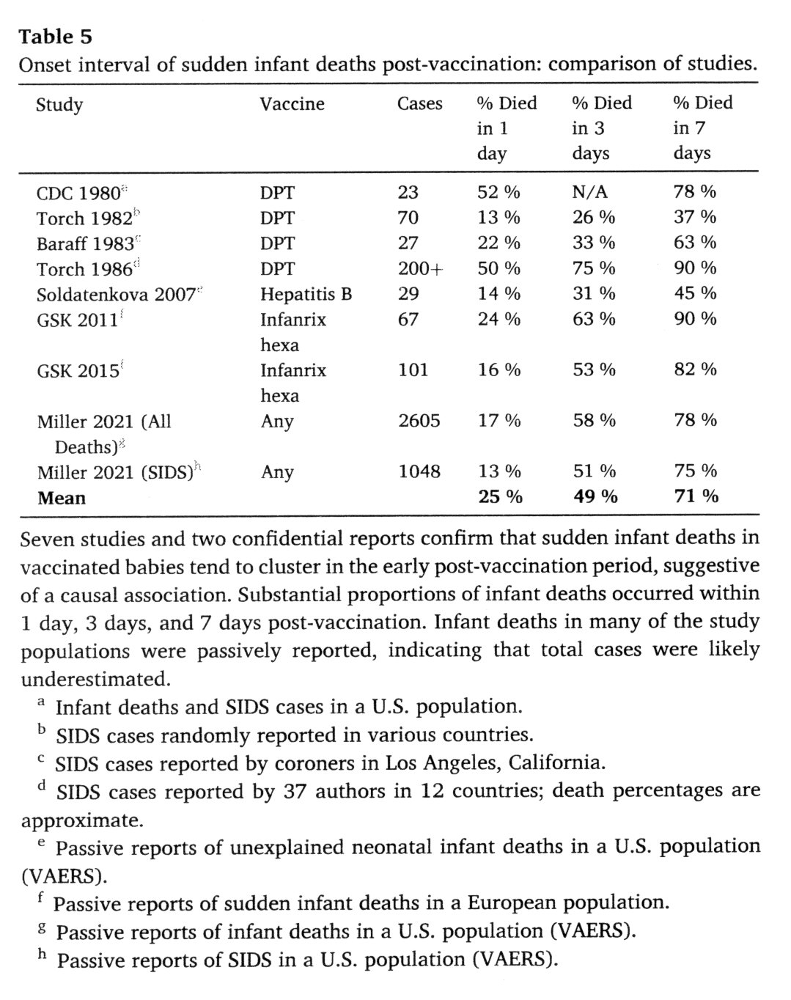 Table 5
Onset interval of sudden infant deaths post-vaccination: comparison of studies.
Study Vaccine Cases % Died % Died % Died
in 1 in 3 in 7
day days days
CDC 1980a DPT 23 52 % N/A 78 %
Torch 1982b DPT 70 13 % 26 % 37 %
Baraff 1983c DPT 27 22 % 33 % 63 %
Torch 1986d DPT 200+ 50 % 75 % 90 %
Soldatenkova 2007e Hepatitis B 29 14 % 31 % 45 %
GSK 2011f Infanrix 67 24 % 63 % 90 %
hexa
GSK 2015f Infanrix 101 16 % 53 % 82 %
hexa
Miller 2021 (All Any 2605 17 % 58 % 78 %
Deaths)g
Miller 2021 (SIDS)h Any 1048 13 % 51 % 75 %
Mean 25 % 49 % 71 %
Seven studies and two confidential reports confirm that sudden infant deaths in
vaccinated babies tend to cluster in the early post-vaccination period, suggestive
of a causal association. Substantial proportions of infant deaths occurred within
1 day, 3 days, and 7 days post-vaccination. Infant deaths in many of the study
populations were passively reported, indicating that total cases were likely
underestimated.
a Infant deaths and SIDS cases in a U.S. population.
b SIDS cases randomly reported in various countries.
c SIDS cases reported by coroners in Los Angeles, California.
d SIDS cases reported by 37 authors in 12 countries; death percentages are
approximate.
e Passive reports of unexplained neonatal infant deaths in a U.S. population
(VAERS).
f Passive reports of sudden infant deaths in a European population.
g Passive reports of infant deaths in a U.S. population (VAERS).
h Passive reports of SIDS in a U.S. population (VAERS).